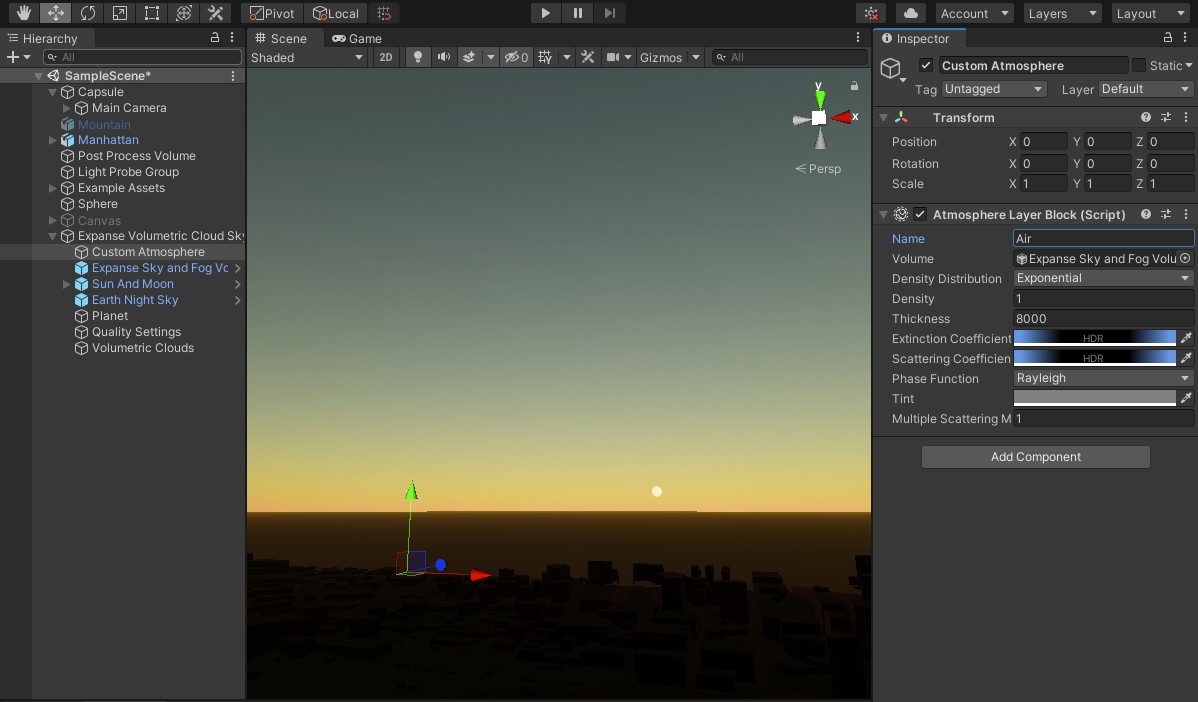 Pivot Local Account Layers Layout
Hierarchy
All
SampleScene*
Capsule
Main Camera
Mountain
Manhattan
Post Process Volume
Light Probe Group
Example Assets
Sphere
Canvas
Expanse Volumetric Cloud Sky
Custom Atmosphere
Expanse Sky and Fog Vo
Sun And Moon
Earth Night Sky
Planet
Quality Settings
Volumetric Clouds
Scene Game
Shaded 2D 0 Gizmos All
y
x
Persp
Inspector
Custom Atmosphere Static
Tag Untagged Layer Default
Transform
Position X 0 Y 0 Z 0
Rotation X 0 Y 0 Z 0
Scale X 1 Y 1 Z 1
Atmosphere Layer Block (Script)
Name Air
Volume Expanse Sky and Fog Volu
Density Distribution Exponential
Density 1
Thickness 8000
Extinction Coefficient HDR
Scattering Coefficien HDR
Phase Function Rayleigh
Tint
Multiple Scattering M 1
Add Component